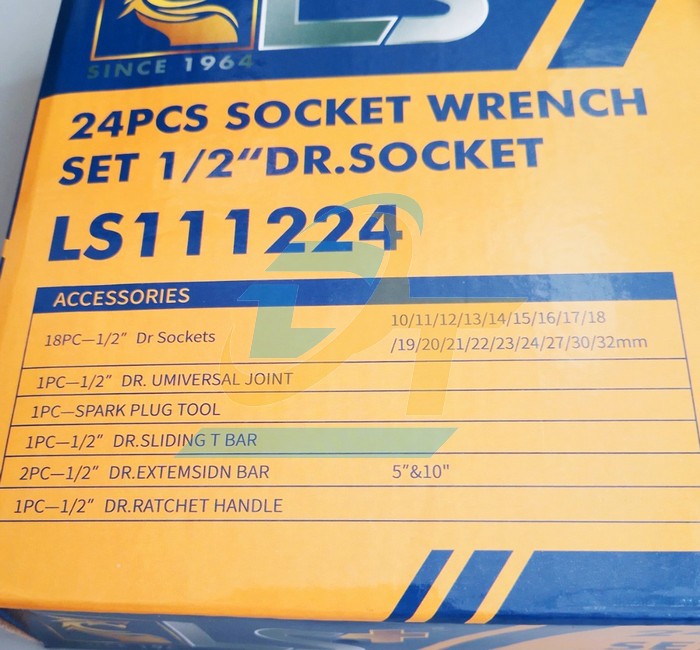 LS
SINCE 1964
24PCS SOCKET WRENCH
SET 1/2“DR.SOCKET
LS111224
ACCESSORIES
18PC—1/2” Dr Sockets
10/11/12/13/14/15/16/17/18
/19/20/21/22/23/24/27/30/32mm
1PC—1/2” DR. UMIVERSAL JOINT
1PC—SPARK PLUG TOOL
1PC—1/2” DR.SLIDING T BAR
2PC—1/2” DR.EXTEMSIDN BAR 5”&10"
1PC—1/2” DR.RATCHET HANDLE
LS+